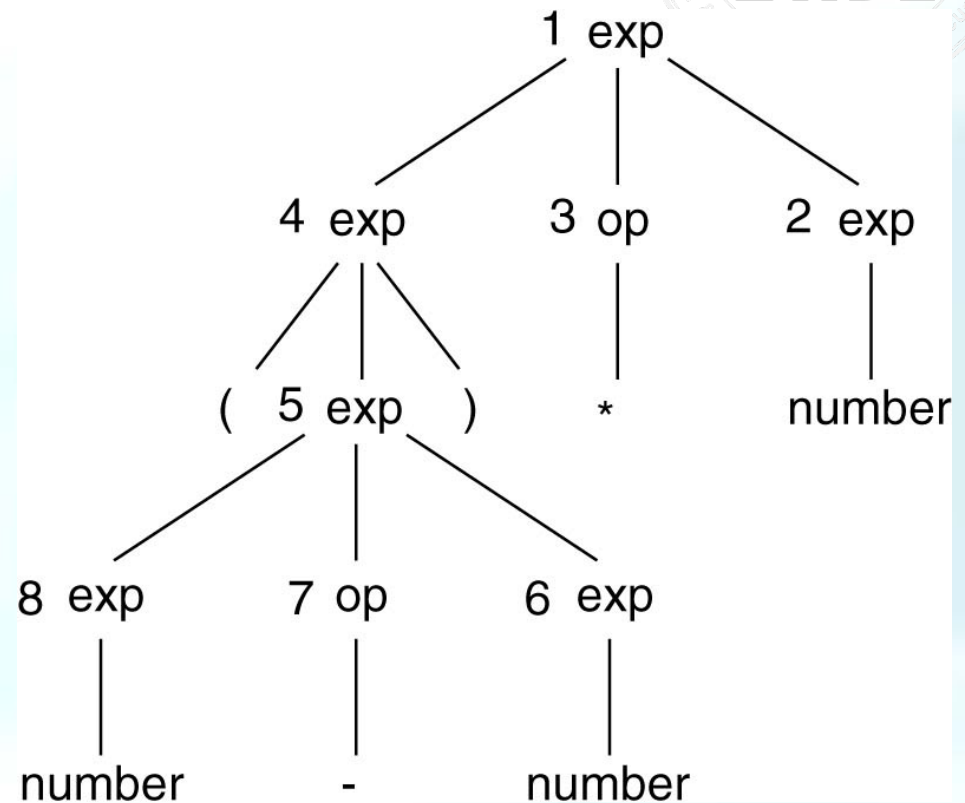 1 exp
4 exp 3 op 2 exp
( 5 exp ) * number
8 exp 7 op 6 exp
number - number